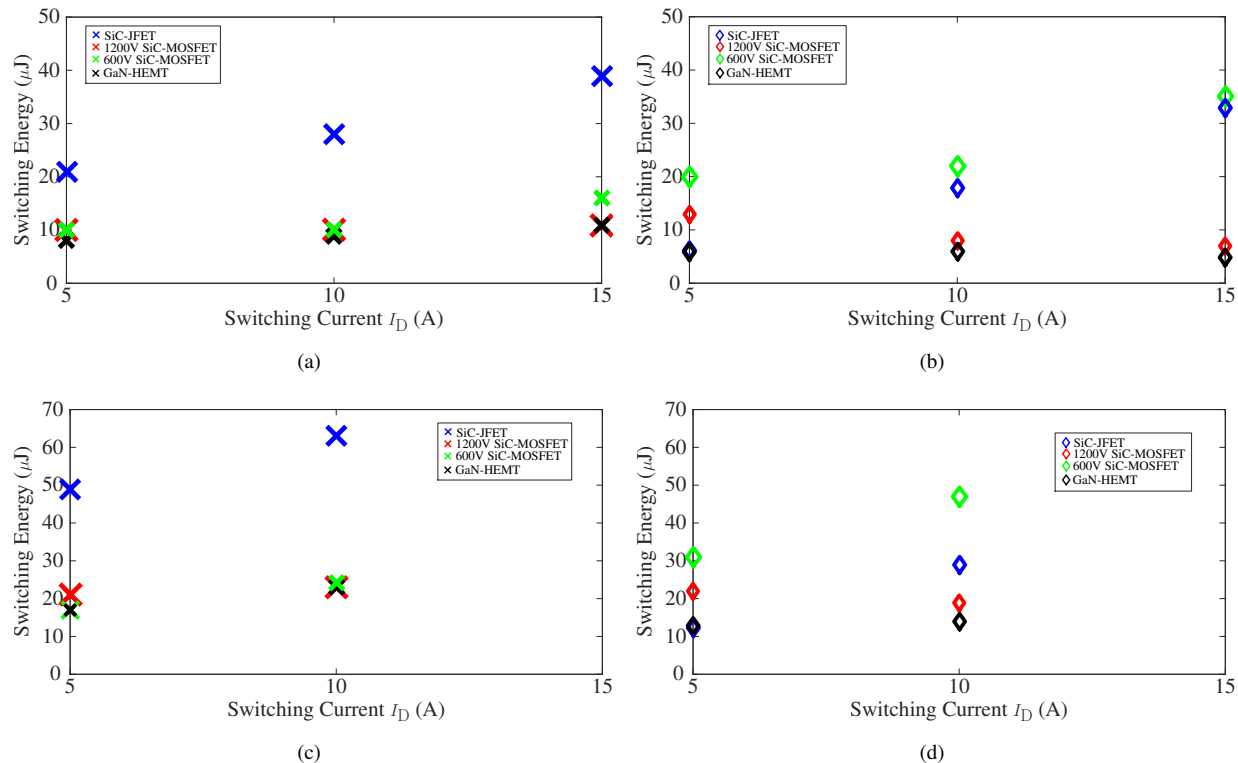 50
40
30
20
10
0
Switching Energy (μJ)
SiC-JFET
1200V SiC-MOSFET
600V SiC-MOSFET
GaN-HEMT
5 10 15
Switching Current I_D (A)
(a)
50
40
30
20
10
0
Switching Energy (μJ)
SiC-JFET
1200V SiC-MOSFET
600V SiC-MOSFET
GaN-HEMT
5 10 15
Switching Current I_D (A)
(b)
70
60
50
40
30
20
10
0
Switching Energy (μJ)
SiC-JFET
1200V SiC-MOSFET
600V SiC-MOSFET
GaN-HEMT
5 10 15
Switching Current I_D (A)
(c)
70
60
50
40
30
20
10
0
Switching Energy (μJ)
SiC-JFET
1200V SiC-MOSFET
600V SiC-MOSFET
GaN-HEMT
5 10 15
Switching Current I_D (A)
(d)